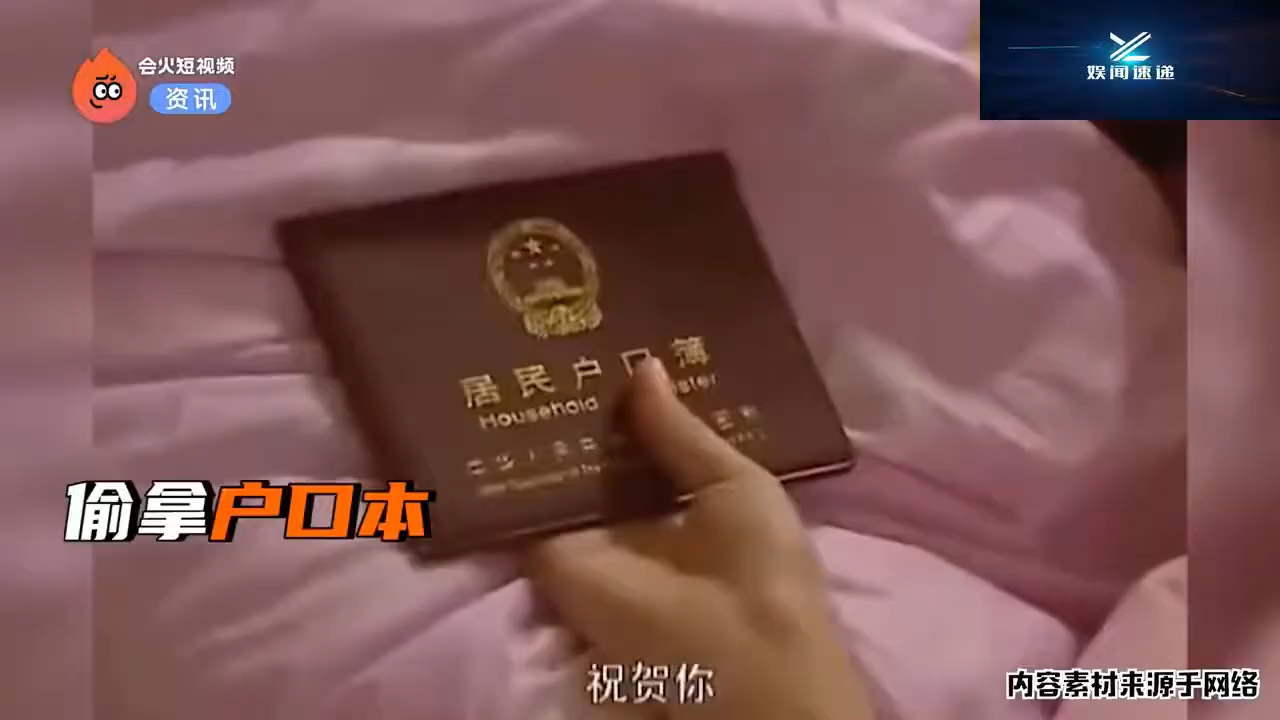 会火短视频
资讯
娱闻速递
居民户口簿
Household
偷拿户口本
祝贺你
内容素材来源于网络